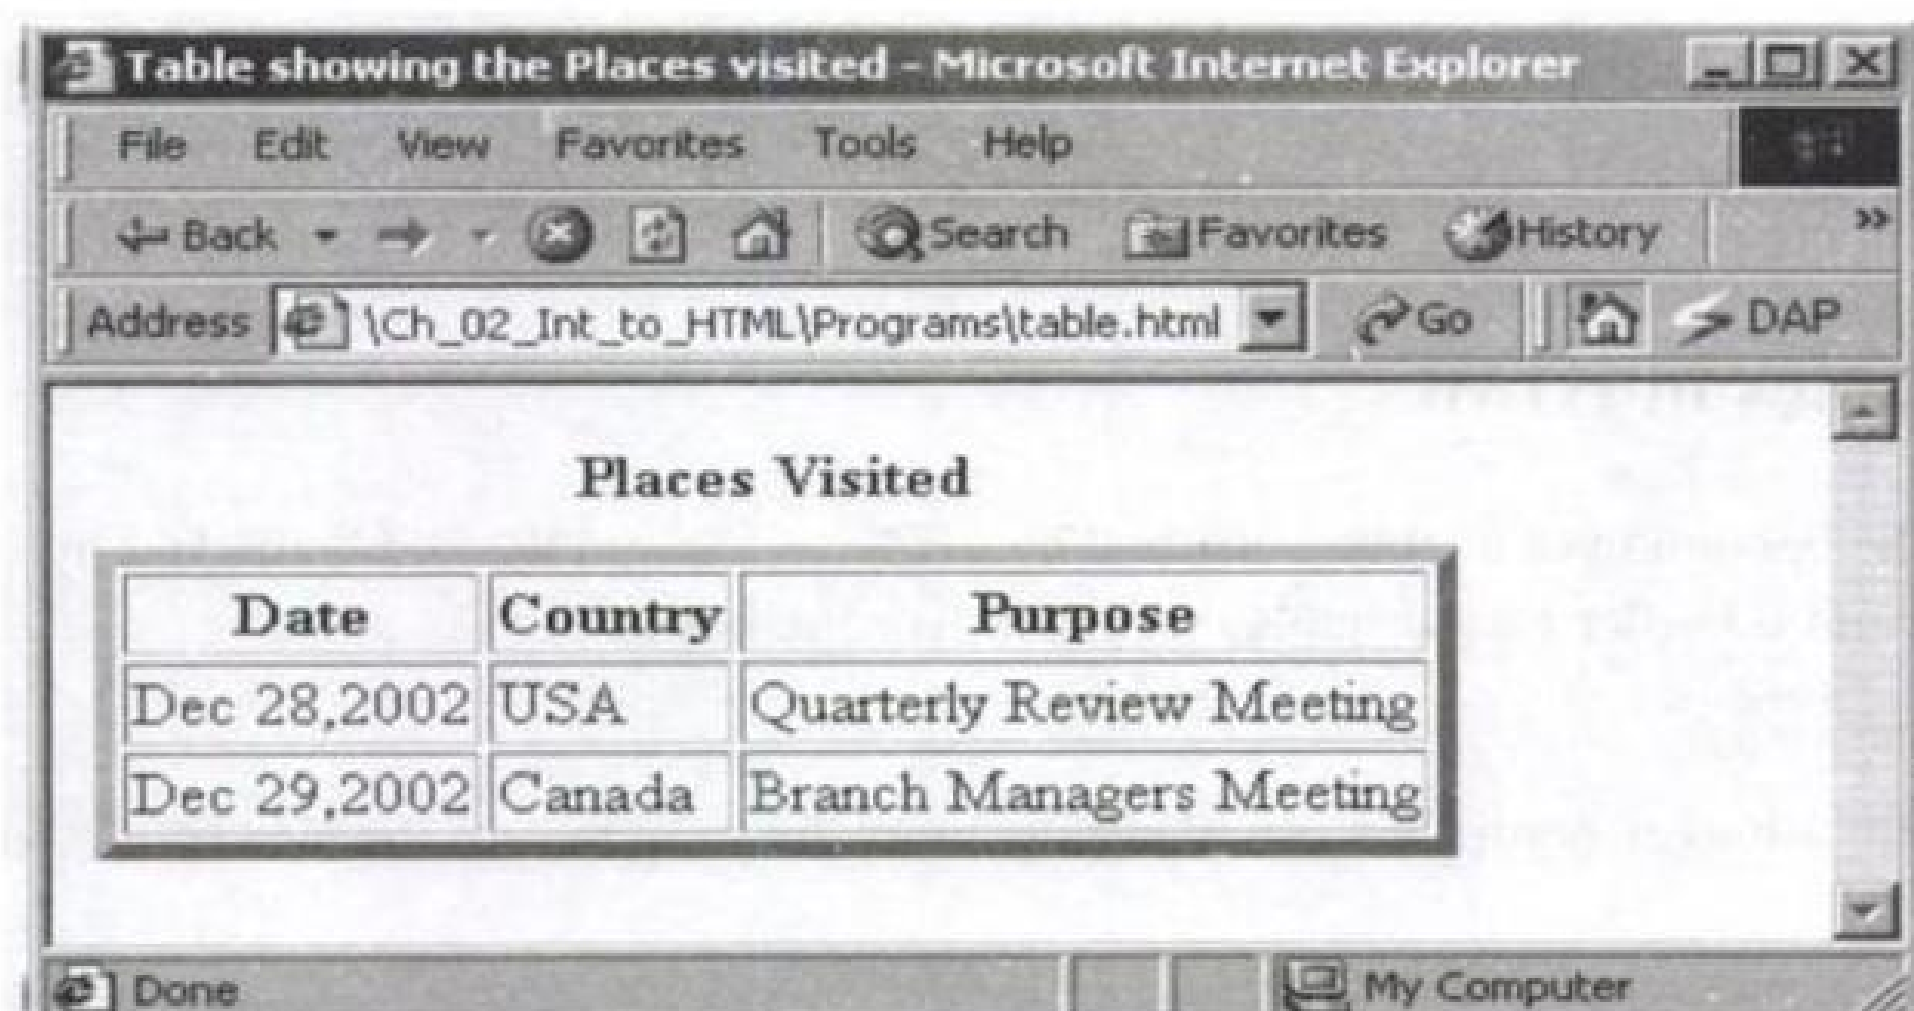 Table showing the Places visited - Microsoft Internet Explorer
File Edit View Favorites Tools Help
Back Search Favorites History »
Address \Ch_02_Int_to_HTML\Programs\table.html Go DAP
Places Visited
Date Country Purpose
Dec 28,2002 USA Quarterly Review Meeting
Dec 29,2002 Canada Branch Managers Meeting
Done My Computer